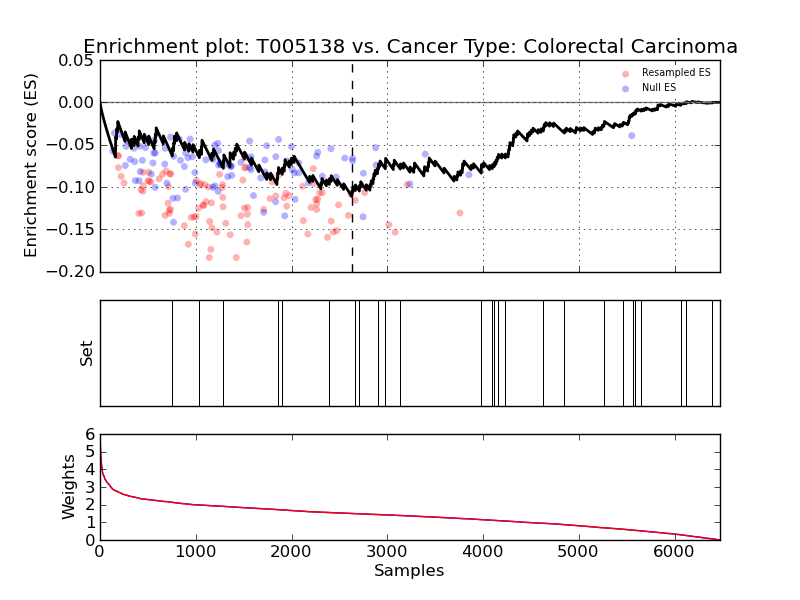 Enrichment plot: T005138 vs. Cancer Type: Colorectal Carcinoma
Enrichment score (ES)
0.05
0.00
−0.05
−0.10
−0.15
−0.20
Resampled ES
Null ES
Set
Weights
6
5
4
3
2
1
0
0 1000 2000 3000 4000 5000 6000
Samples